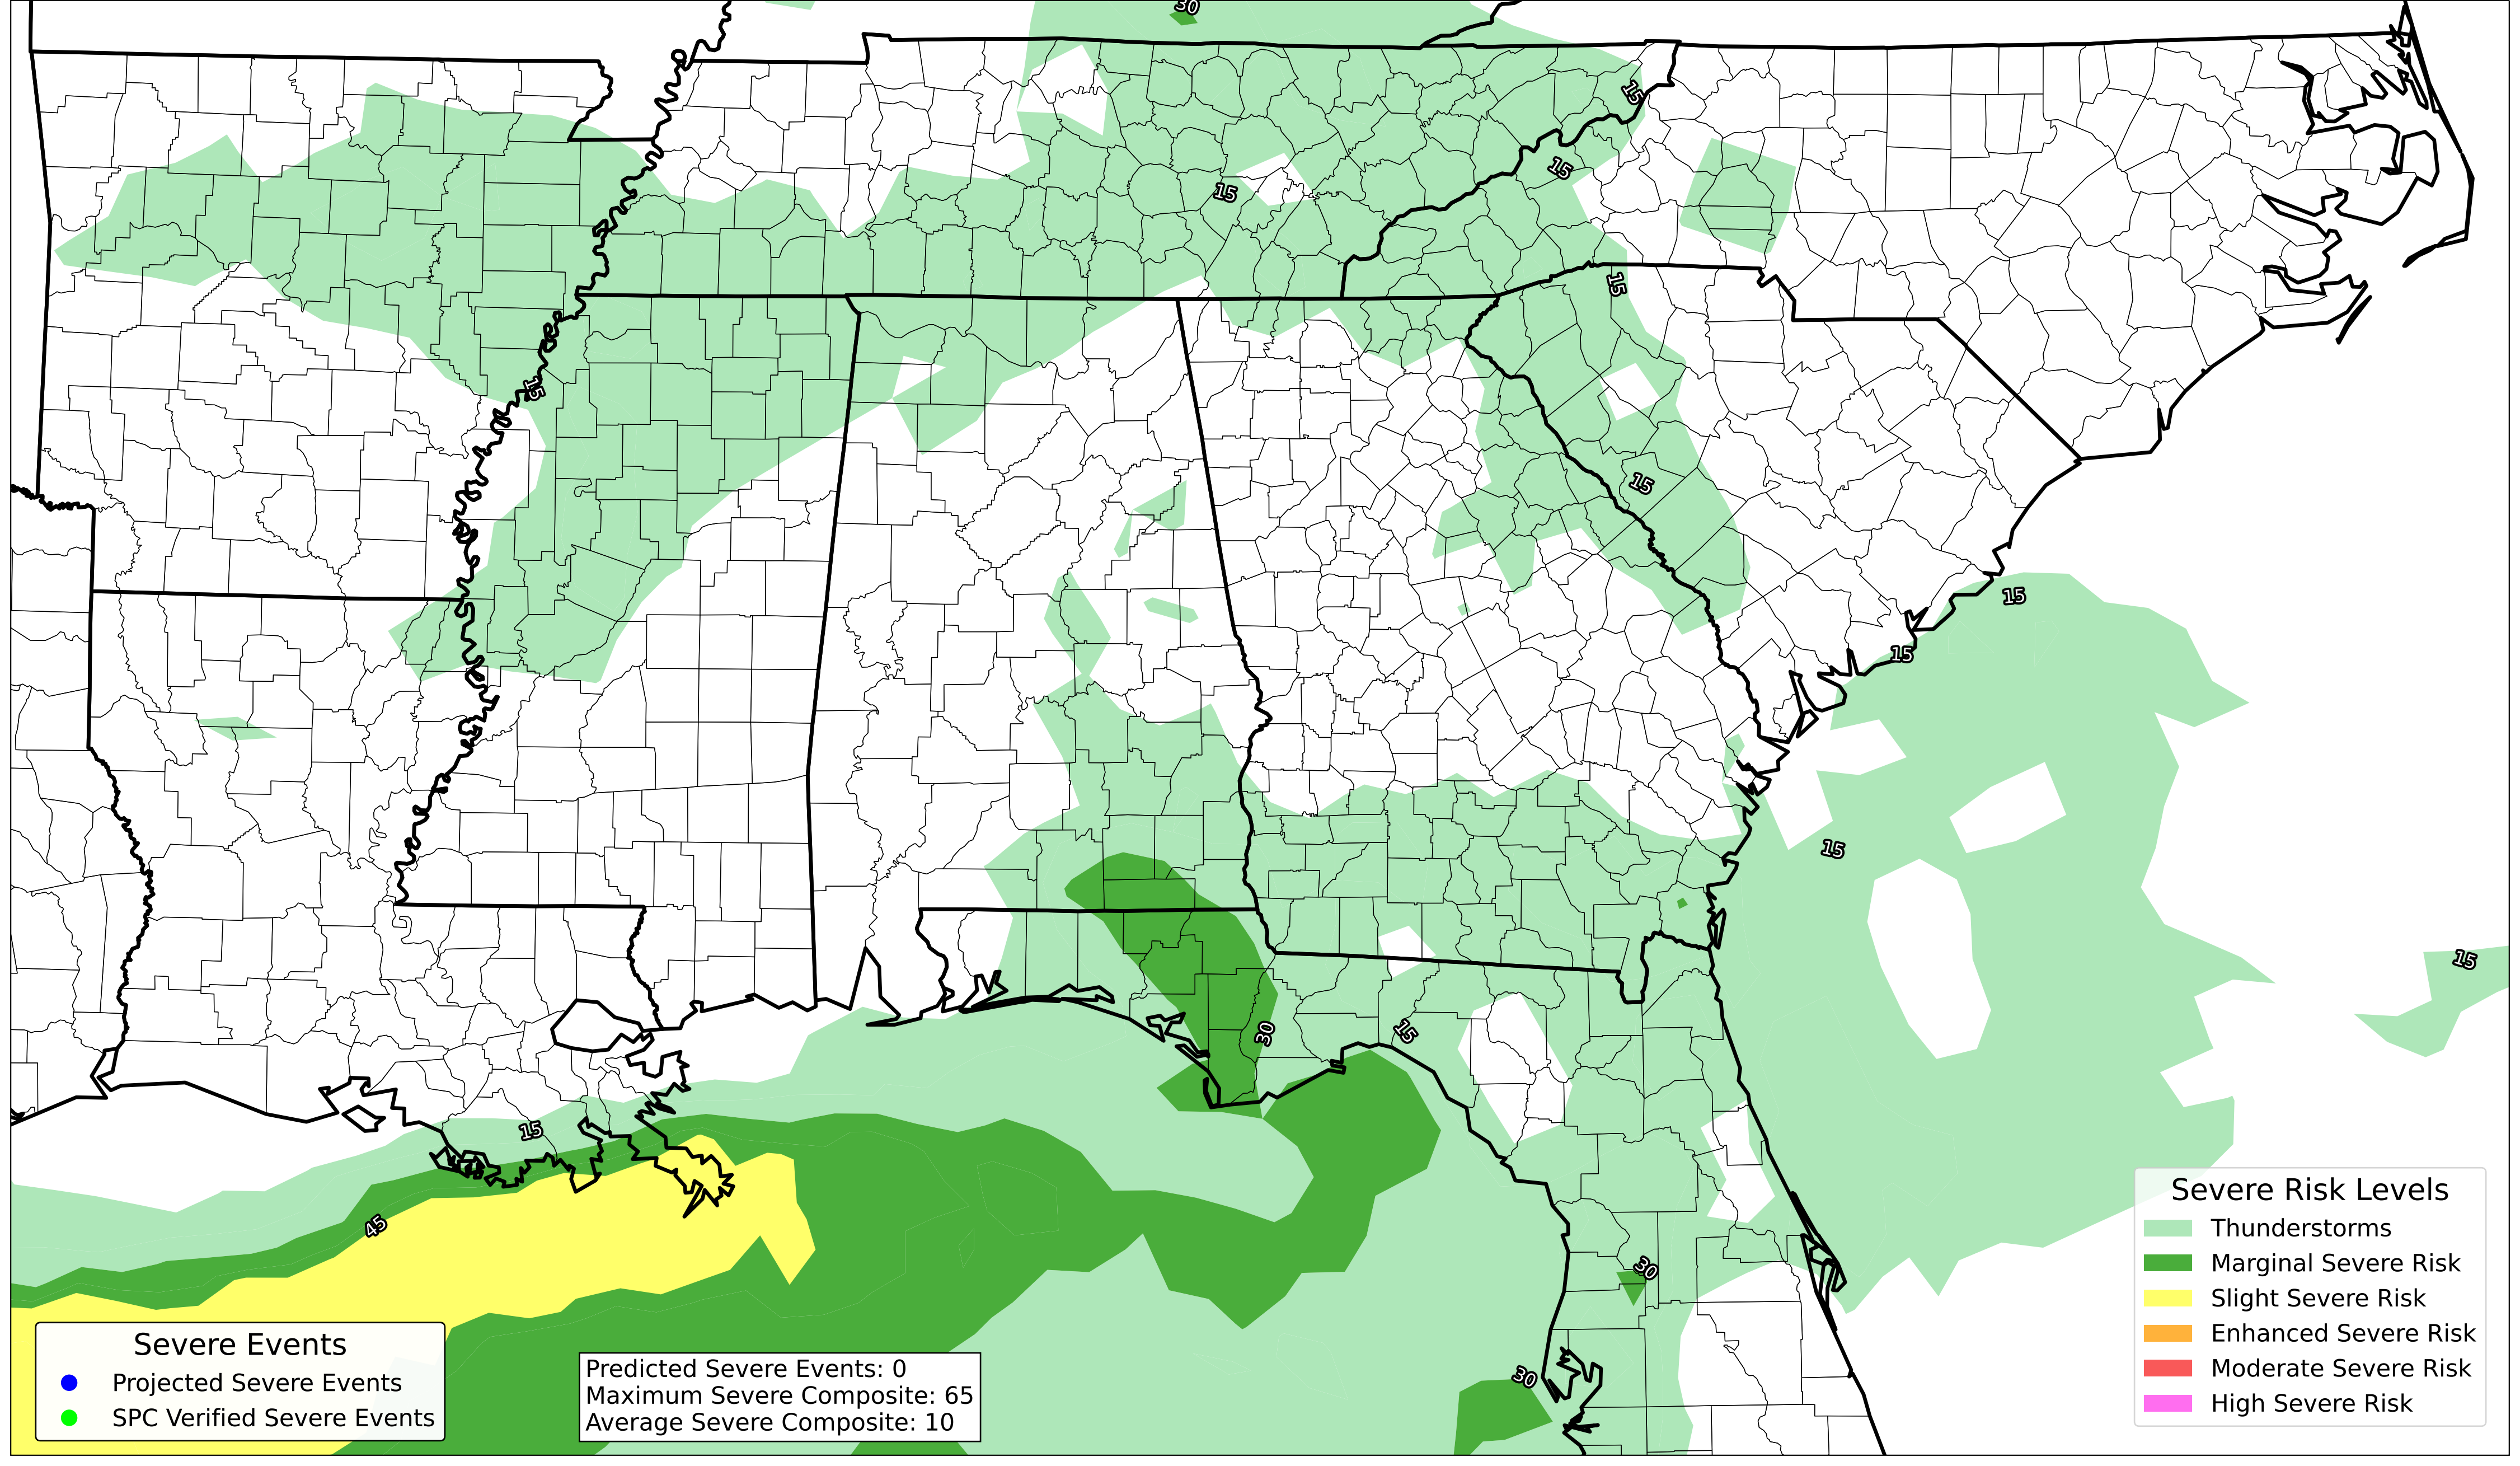 30
15
15
15
15
15
15
15
15
15
15
30
15
15
45
30
30
Severe Risk Levels
Thunderstorms
Marginal Severe Risk
Slight Severe Risk
Enhanced Severe Risk
Moderate Severe Risk
High Severe Risk
Severe Events
Projected Severe Events
SPC Verified Severe Events
Predicted Severe Events: 0
Maximum Severe Composite: 65
Average Severe Composite: 10